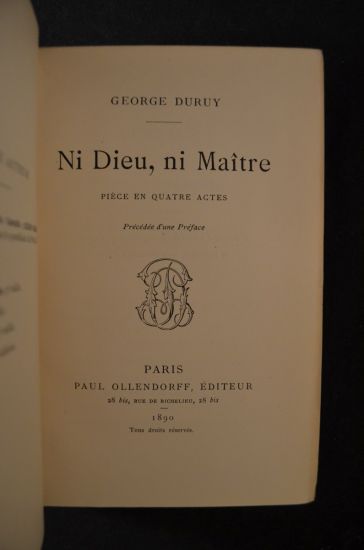 GEORGE DURUY
Ni Dieu, ni Maître
PIÈCE EN QUATRE ACTES
Précédée d'une Préface
PARIS
PAUL OLLENDORFF, ÉDITEUR
28 bis, RUE DE RICHELIEU, 28 bis
1890
Tous droits réservés.